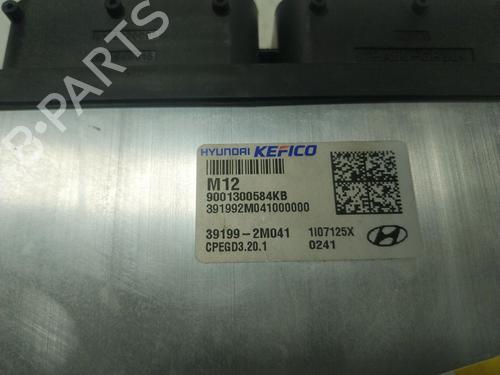 HYUNDAI KEFICO
M12
9001300584KB
391992M041000000
39199-2M041 1I07125X
CPEGD3.20.1 0241
B-PARTS